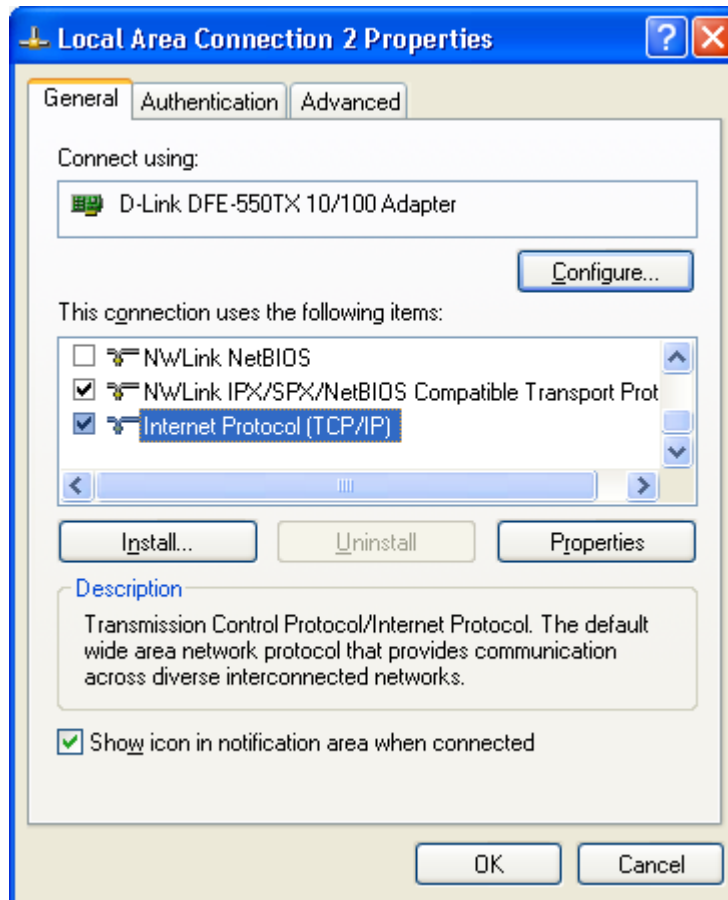 Local Area Connection 2 Properties
General Authentication Advanced
Connect using:
D-Link DFE-550TX 10/100 Adapter
Configure...
This connection uses the following items:
NWLink NetBIOS
NWLink IPX/SPX/NetBIOS Compatible Transport Prot
Internet Protocol (TCP/IP)
Install... Uninstall Properties
Description
Transmission Control Protocol/Internet Protocol. The default
wide area network protocol that provides communication
across diverse interconnected networks.
Show icon in notification area when connected
OK Cancel